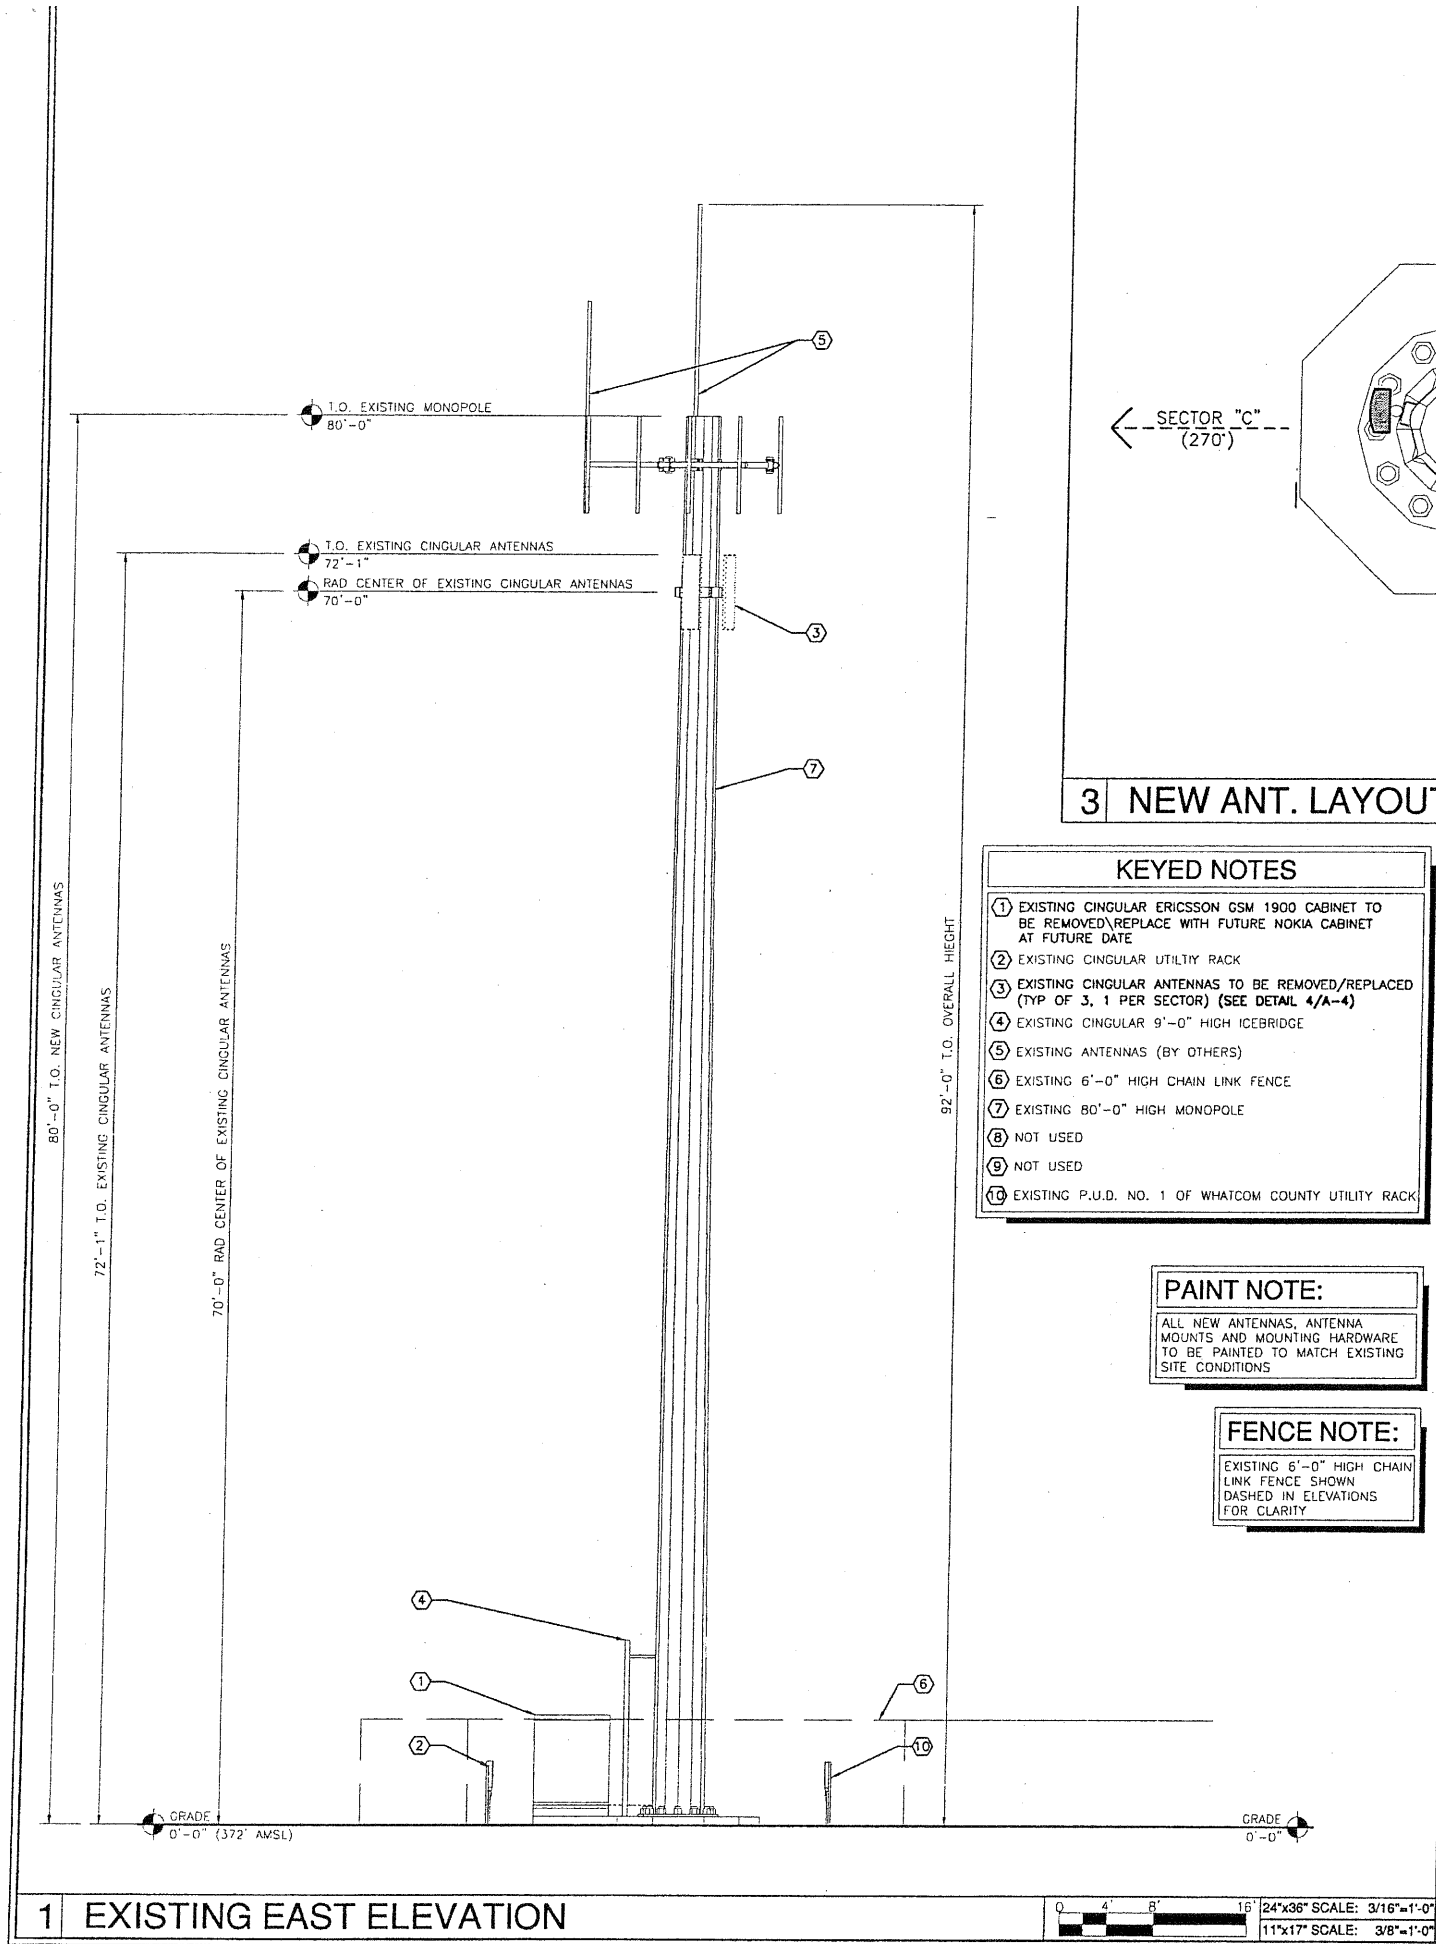 5
T.O. EXISTING MONOPOLE
80'-0"
SECTOR "C"
(270°)
T.O. EXISTING CINGULAR ANTENNAS
72'-1"
RAD CENTER OF EXISTING CINGULAR ANTENNAS
70'-0"
3
7
3 NEW ANT. LAYOUT
80'-0" T.O. NEW CINGULAR ANTENNAS
72'-1" T.O. EXISTING CINGULAR ANTENNAS
70'-0" RAD CENTER OF EXISTING CINGULAR ANTENNAS
92'-0" T.O. OVERALL HIEGHT
KEYED NOTES
1 EXISTING CINGULAR ERICSSON GSM 1900 CABINET TO
BE REMOVED\REPLACE WITH FUTURE NOKIA CABINET
AT FUTURE DATE
2 EXISTING CINGULAR UTILTIY RACK
3 EXISTING CINGULAR ANTENNAS TO BE REMOVED/REPLACED
(TYP OF 3, 1 PER SECTOR) (SEE DETAIL 4/A-4)
4 EXISTING CINGULAR 9'-0" HIGH ICEBRIDGE
5 EXISTING ANTENNAS (BY OTHERS)
6 EXISTING 6'-0" HIGH CHAIN LINK FENCE
7 EXISTING 80'-0" HIGH MONOPOLE
8 NOT USED
9 NOT USED
10 EXISTING P.U.D. NO. 1 OF WHATCOM COUNTY UTILITY RACK
PAINT NOTE:
ALL NEW ANTENNAS, ANTENNA
MOUNTS AND MOUNTING HARDWARE
TO BE PAINTED TO MATCH EXISTING
SITE CONDITIONS
FENCE NOTE:
EXISTING 6'-0" HIGH CHAIN
LINK FENCE SHOWN
DASHED IN ELEVATIONS
FOR CLARITY
4
1
6
2
10
GRADE
0'-0" (372' AMSL)
GRADE
0'-0"
1 EXISTING EAST ELEVATION
0 4' 8' 16'
24"x36" SCALE: 3/16"=1'-0"
11"x17" SCALE: 3/8"=1'-0"